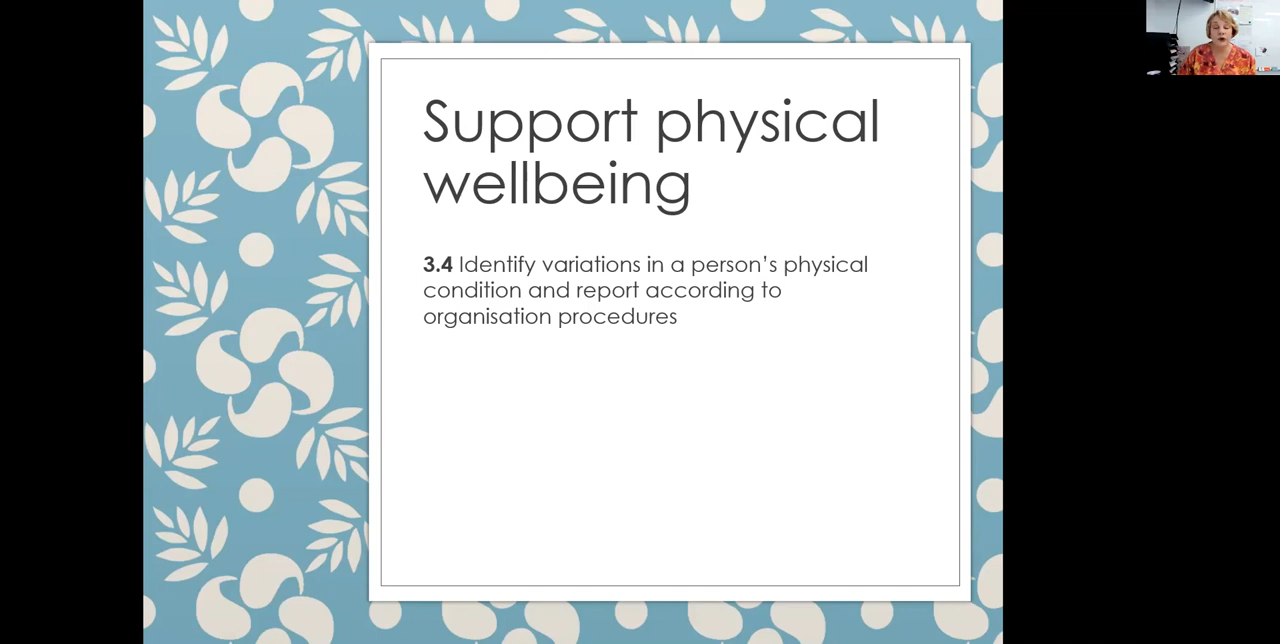 Support physical
wellbeing
3.4 Identify variations in a person’s physical
condition and report according to
organisation procedures